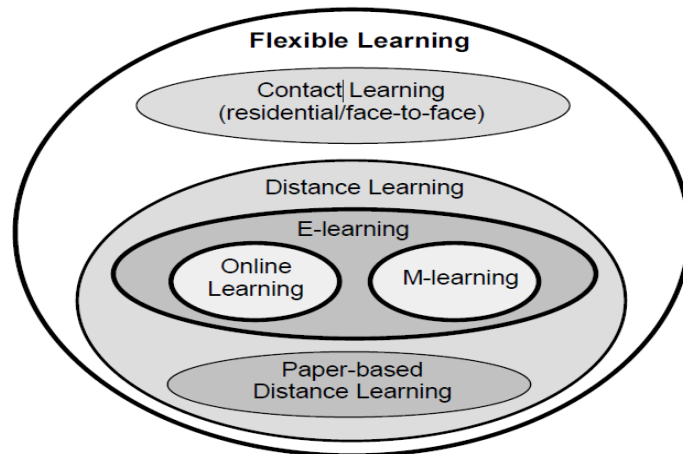 Flexible Learning
Contact Learning
(residential/face-to-face)
Distance Learning
E-learning
Online
Learning
M-learning
Paper-based
Distance Learning